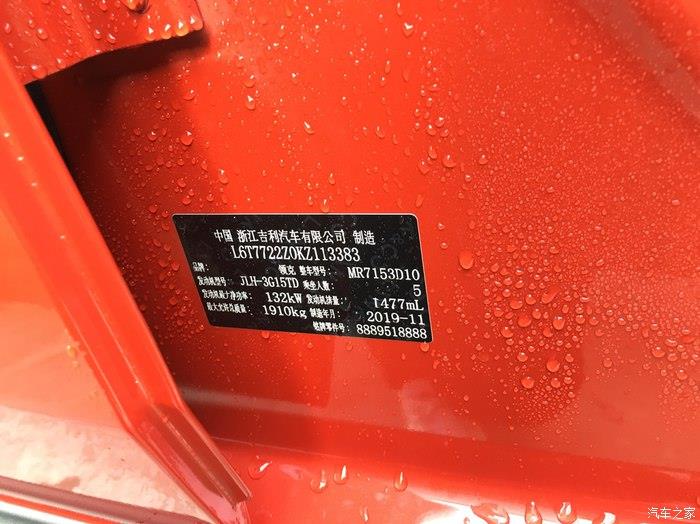 中国 浙江吉利汽车有限公司 制造
L6T7722Z0KZ113383
品牌: 领克 整车型号: MR7153D10
发动机型号: JLH-3G15TD 乘坐人数: 5
发动机最大净功率: 132kW 发动机排量: 1477mL
最大允许总质量: 1910kg 制造年月: 2019-11
铭牌零件号: 8889518888
汽车之家